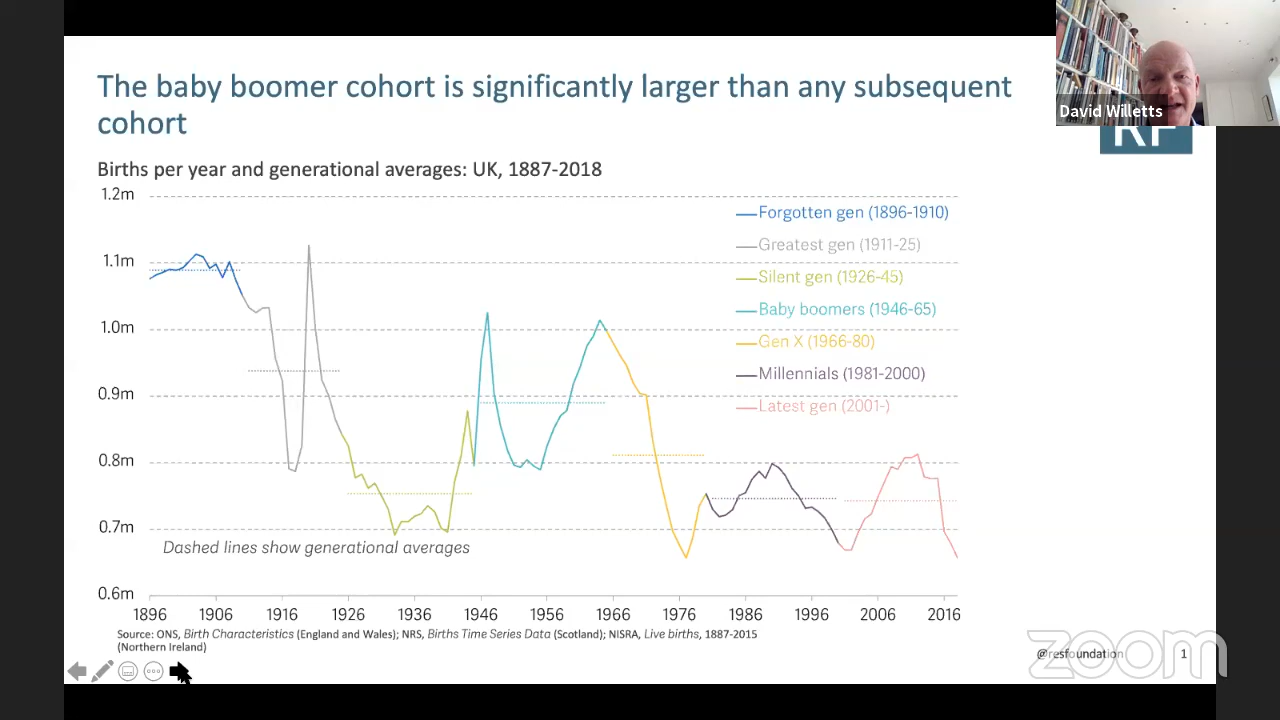 The baby boomer cohort is significantly larger than any subsequent
cohort
David Willetts
RF
Births per year and generational averages: UK, 1887-2018
1.2m
1.1m
1.0m
0.9m
0.8m
0.7m
0.6m
Forgotten gen (1896-1910)
Greatest gen (1911-25)
Silent gen (1926-45)
Baby boomers (1946-65)
Gen X (1966-80)
Millennials (1981-2000)
Latest gen (2001-)
Dashed lines show generational averages
1896 1906 1916 1926 1936 1946 1956 1966 1976 1986 1996 2006 2016
Source: ONS, Birth Characteristics (England and Wales); NRS, Births Time Series Data (Scotland); NISRA, Live births, 1887-2015
(Northern Ireland)
@resfoundation
1
zoom